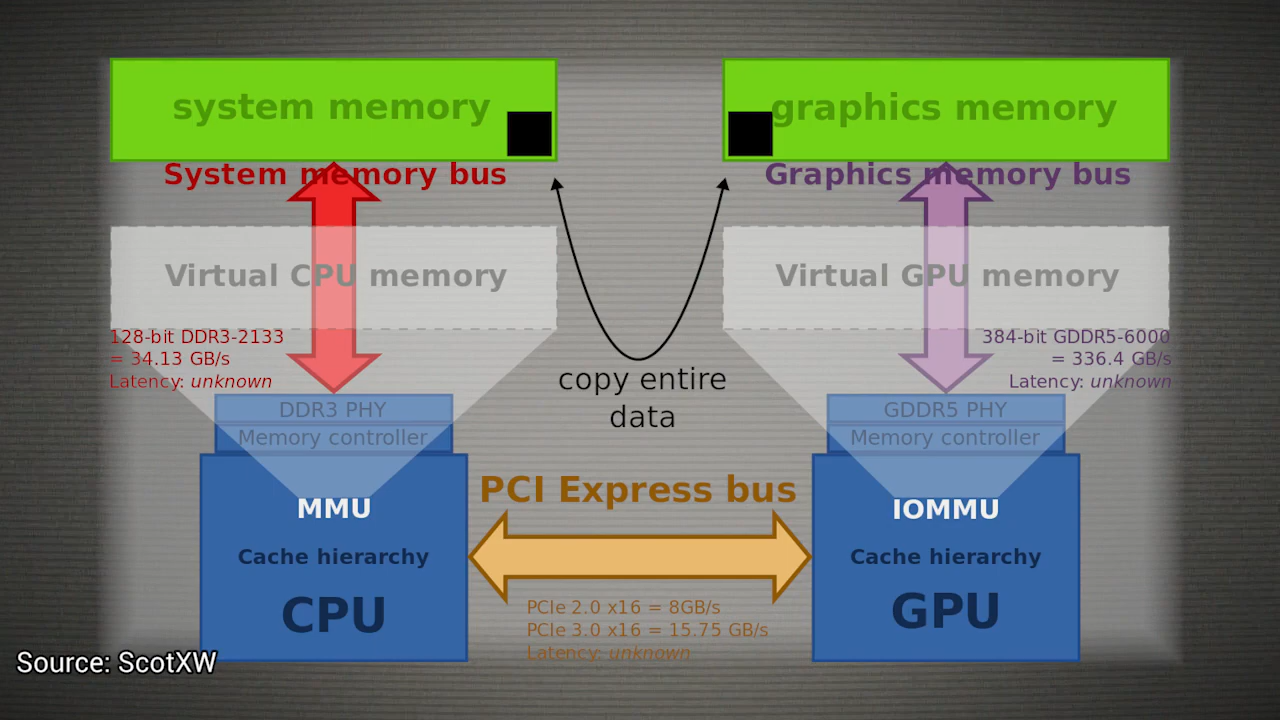 system memory
graphics memory
System memory bus
Graphics memory bus
Virtual CPU memory
Virtual GPU memory
128-bit DDR3-2133
= 34.13 GB/s
Latency: unknown
384-bit GDDR5-6000
= 336.4 GB/s
Latency: unknown
copy entire
data
DDR3 PHY
Memory controller
GDDR5 PHY
Memory controller
PCI Express bus
MMU
Cache hierarchy
CPU
IOMMU
Cache hierarchy
GPU
PCIe 2.0 x16 = 8GB/s
PCIe 3.0 x16 = 15.75 GB/s
Latency: unknown
Source: ScotXW